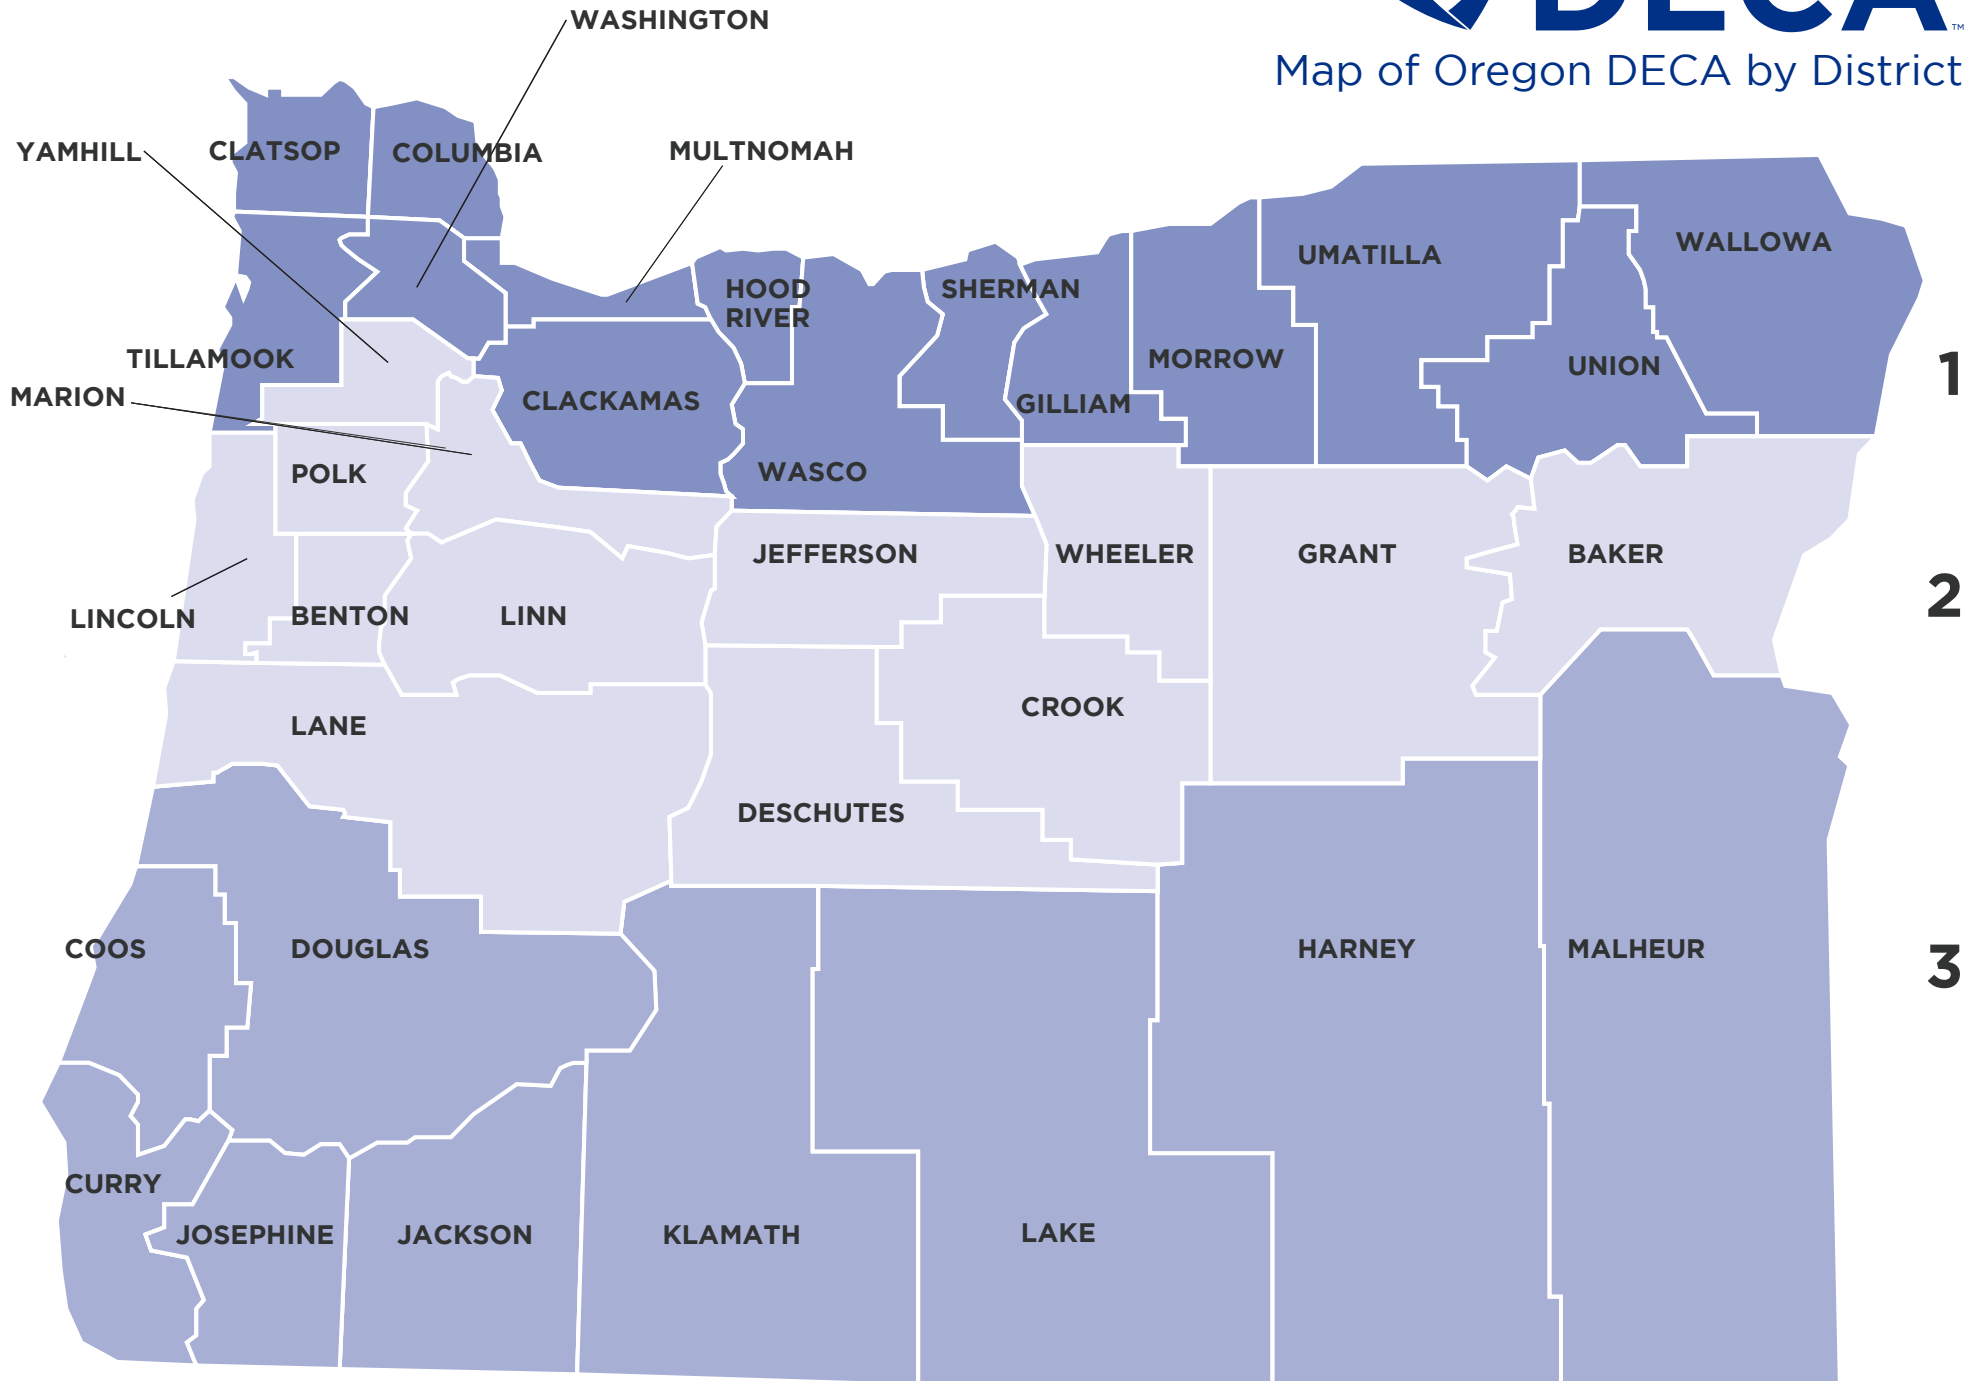 DECA™
Map of Oregon DECA by District
WASHINGTON
YAMHILL
CLATSOP
COLUMBIA
MULTNOMAH
UMATILLA
WALLOWA
HOOD
RIVER
SHERMAN
TILLAMOOK
MORROW
UNION
1
MARION
CLACKAMAS
GILLIAM
POLK
WASCO
JEFFERSON
WHEELER
GRANT
BAKER
2
LINCOLN
BENTON
LINN
LANE
CROOK
DESCHUTES
COOS
DOUGLAS
HARNEY
MALHEUR
3
CURRY
JOSEPHINE
JACKSON
KLAMATH
LAKE